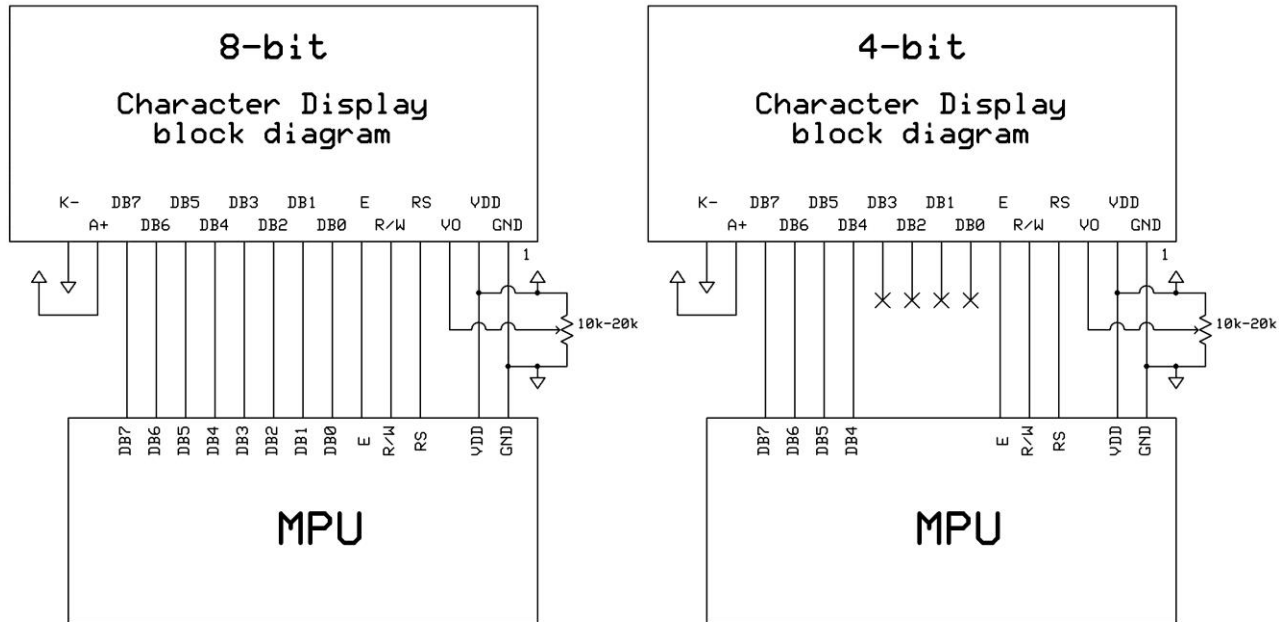 8-bit
Character Display
block diagram
K- DB7 DB5 DB3 DB1 E RS VDD
A+ DB6 DB4 DB2 DB0 R/W VO GND
1
10k-20k
DB7 DB6 DB5 DB4 DB3 DB2 DB1 DB0 E R/W RS VDD GND
MPU
4-bit
Character Display
block diagram
K- DB7 DB5 DB3 DB1 E RS VDD
A+ DB6 DB4 DB2 DB0 R/W VO GND
1
10k-20k
DB7 DB6 DB5 DB4 E R/W RS VDD GND
MPU